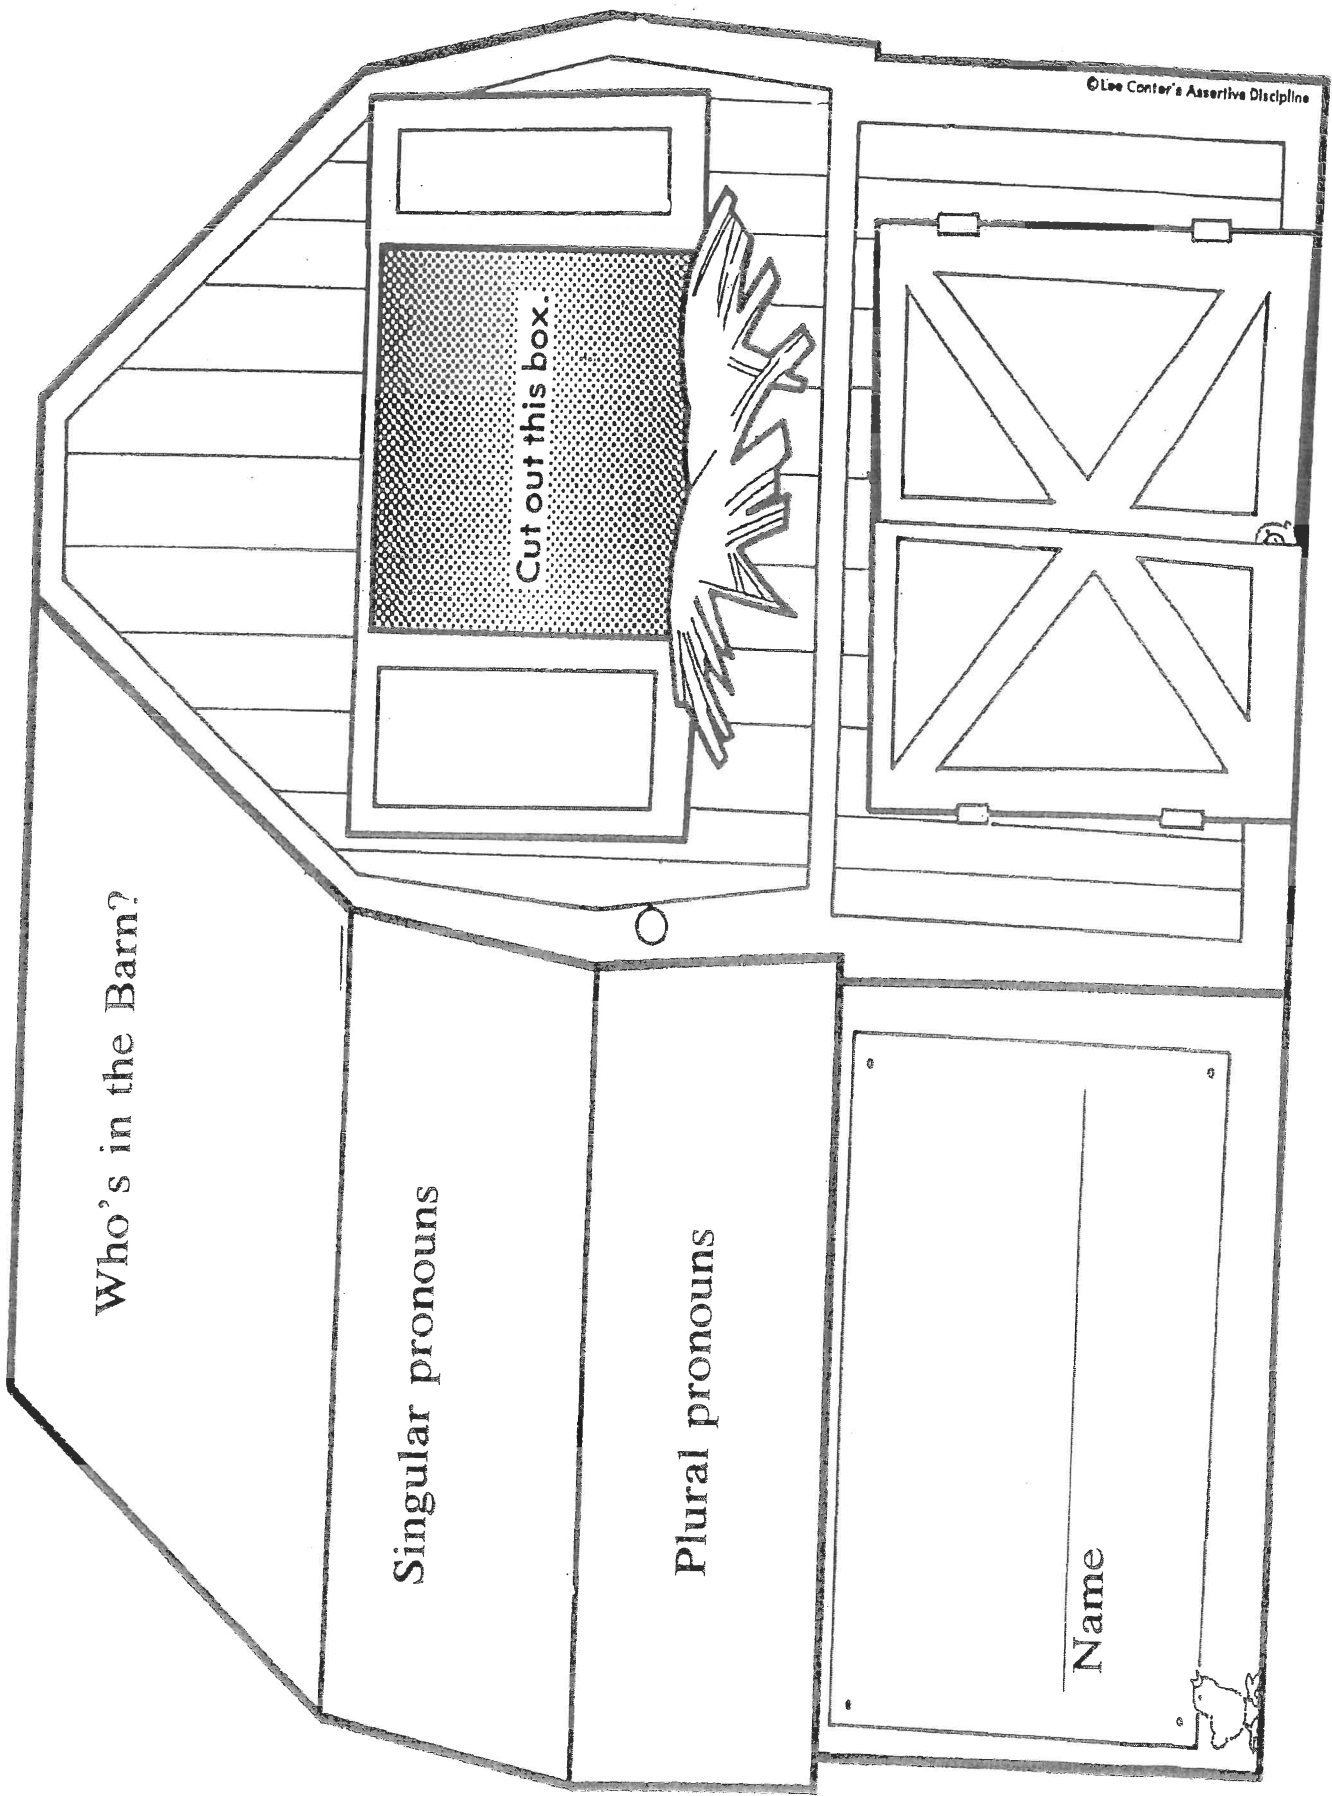 Who's in the Barn?
Singular pronouns
Plural pronouns
Name
Cut out this box.
©Lee Canter's Assertive Discipline